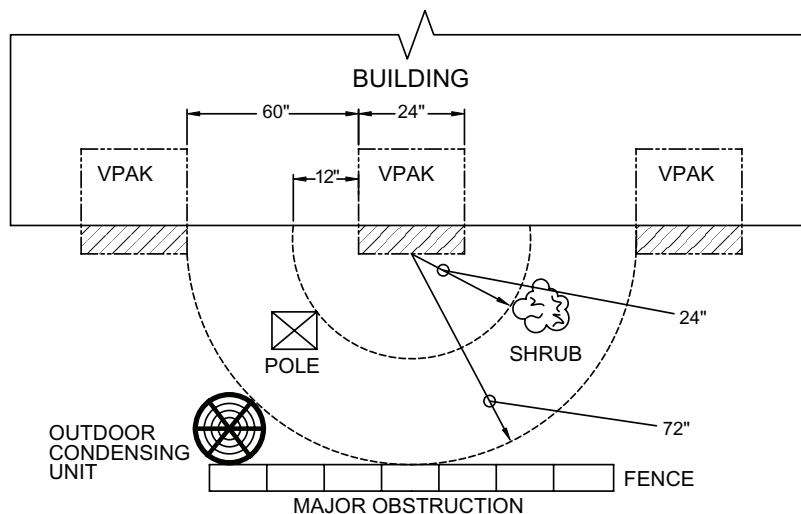 BUILDING
60"
24"
VPAK
12"
VPAK
VPAK
24"
SHRUB
POLE
72"
OUTDOOR
CONDENSING
UNIT
FENCE
MAJOR OBSTRUCTION